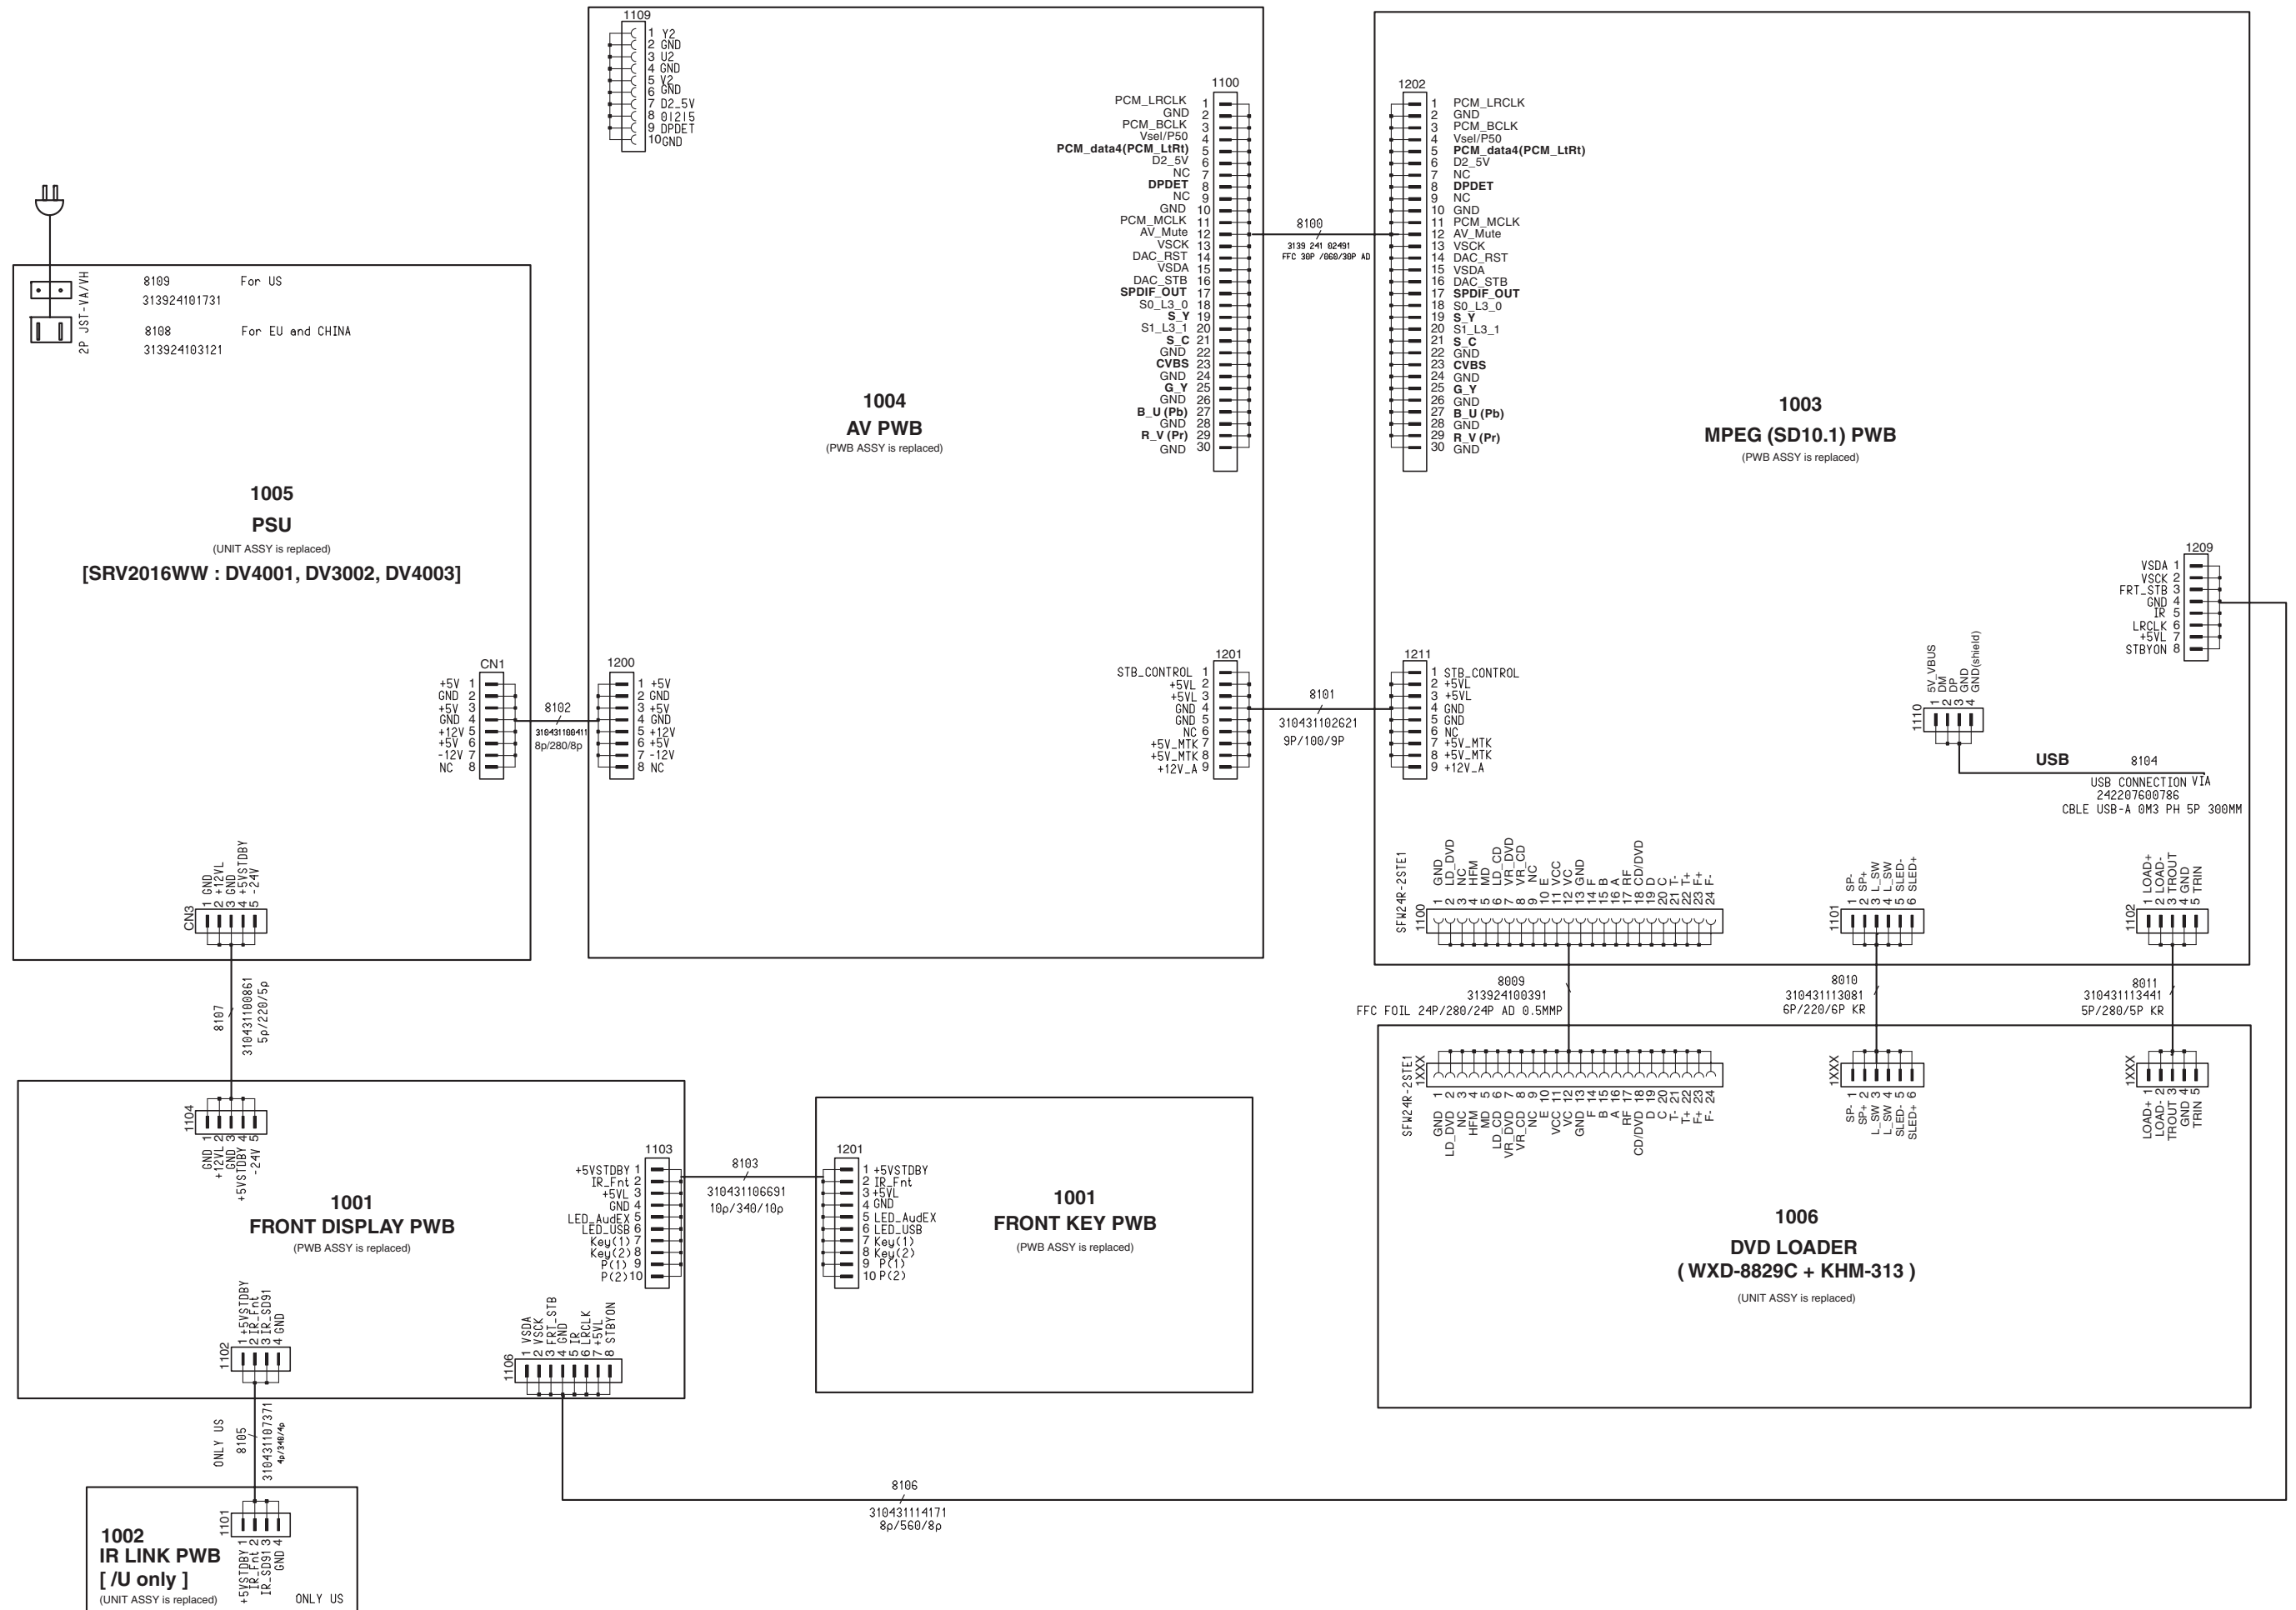 1109
1 Y2
2 GND
3 U2
4 GND
5 V2
6 GND
7 D2_5V
8 01215
9 DPDET
10 GND
1100
PCM_LRCLK 1
GND 2
PCM_BCLK 3
Vsel/P50 4
PCM_data4(PCM_LtRt) 5
D2_5V 6
NC 7
DPDET 8
NC 9
GND 10
PCM_MCLK 11
AV_Mute 12
VSCK 13
DAC_RST 14
VSDA 15
DAC_STB 16
SPDIF_OUT 17
S0_L3_0 18
S_Y 19
S1_L3_1 20
S_C 21
GND 22
CVBS 23
GND 24
G_Y 25
GND 26
B_U (Pb) 27
GND 28
R_V (Pr) 29
GND 30
8100
3139 241 02491
FFC 30P /060/30P AD
1202
1 PCM_LRCLK
2 GND
3 PCM_BCLK
4 Vsel/P50
5 PCM_data4(PCM_LtRt)
6 D2_5V
7 NC
8 DPDET
9 NC
10 GND
11 PCM_MCLK
12 AV_Mute
13 VSCK
14 DAC_RST
15 VSDA
16 DAC_STB
17 SPDIF_OUT
18 S0_L3_0
19 S_Y
20 S1_L3_1
21 S_C
22 GND
23 CVBS
24 GND
25 G_Y
26 GND
27 B_U (Pb)
28 GND
29 R_V (Pr)
30 GND
2P JST-VA/VH
8109 For US
313924101731
8108 For EU and CHINA
313924103121
1005
PSU
(UNIT ASSY is replaced)
[SRV2016WW : DV4001, DV3002, DV4003]
1004
AV PWB
(PWB ASSY is replaced)
1003
MPEG (SD10.1) PWB
(PWB ASSY is replaced)
1209
VSDA 1
VSCK 2
FRT_STB 3
GND 4
IR 5
LRCLK 6
+5VL 7
STBYON 8
CN1
+5V 1
GND 2
+5V 3
GND 4
+12V 5
+5V 6
-12V 7
NC 8
8102
310431100411
8p/280/8p
1200
1 +5V
2 GND
3 +5V
4 GND
5 +12V
6 +5V
7 -12V
8 NC
1201
STB_CONTROL 1
+5VL 2
+5VL 3
GND 4
GND 5
NC 6
+5V_MTK 7
+5V_MTK 8
+12V_A 9
8101
310431102621
9P/100/9P
1211
1 STB_CONTROL
2 +5VL
3 +5VL
4 GND
5 GND
6 NC
7 +5V_MTK
8 +5V_MTK
9 +12V_A
1110
1 5V_VBUS
2 DM
3 DP
GND
4 GND(shield)
USB
8104
USB CONNECTION VIA
242207600786
CBLE USB-A 0M3 PH 5P 300MM
CN3
1 GND
2 +12VL
3 GND
4 +5VSTDBY
5 -24V
8107
310431100861
5p/220/5p
SFW24R-2STE1
1100
1 GND
2 LD_DVD
3 NC
4 HFM
5 MD
6 LD_CD
7 VR_DVD
8 VR_CD
9 NC
10 E
11 VCC
12 VC
13 GND
14 F
15 B
16 A
17 RF
18 CD/DVD
19 D
20 C
21 T-
22 T+
23 F+
24 F-
1101
1 SP-
2 SP+
3 L_SW
4 L_SW
5 SLED-
6 SLED+
1102
1 LOAD+
2 LOAD-
3 TROUT
4 GND
5 TRIN
8009
313924100391
FFC FOIL 24P/280/24P AD 0.5MMP
8010
310431113081
6P/220/6P KR
8011
310431113441
5P/280/5P KR
SFW24R-2STE1
1XXX
GND 1
LD_DVD 2
NC 3
HFM 4
MD 5
LD_CD 6
VR_DVD 7
VR_CD 8
NC 9
E 10
VCC 11
VC 12
GND 13
F 14
B 15
A 16
RF 17
CD/DVD 18
D 19
C 20
T- 21
T+ 22
F+ 23
F- 24
1XXX
SP- 1
SP+ 2
L_SW 3
L_SW 4
SLED- 5
SLED+ 6
1XXX
LOAD+ 1
LOAD- 2
TROUT 3
GND 4
TRIN 5
1006
DVD LOADER
( WXD-8829C + KHM-313 )
(UNIT ASSY is replaced)
1104
GND 1
+12VL 2
GND 3
+5VSTDBY 4
-24V 5
1001
FRONT DISPLAY PWB
(PWB ASSY is replaced)
1103
+5VSTDBY 1
IR_Fnt 2
+5VL 3
GND 4
LED_AudEX 5
LED_USB 6
Key(1) 7
Key(2) 8
P(1) 9
P(2) 10
8103
310431106691
10p/340/10p
1201
1 +5VSTDBY
2 IR_Fnt
3 +5VL
4 GND
5 LED_AudEX
6 LED_USB
7 Key(1)
8 Key(2)
9 P(1)
10 P(2)
1001
FRONT KEY PWB
(PWB ASSY is replaced)
1102
1 +5VSTDBY
2 IR_Fnt
3 IR_SD91
4 GND
1106
1 VSDA
2 VSCK
3 FRT_STB
4 GND
5 IR
6 LRCLK
7 +5VL
8 STBYON
ONLY US
8105
310431107371
4p/340/4p
8106
310431114171
8p/560/8p
1101
+5VSTDBY 1
IR_Fnt 2
IR_SD91 3
GND 4
1002
IR LINK PWB
[ /U only ]
(UNIT ASSY is replaced)
ONLY US